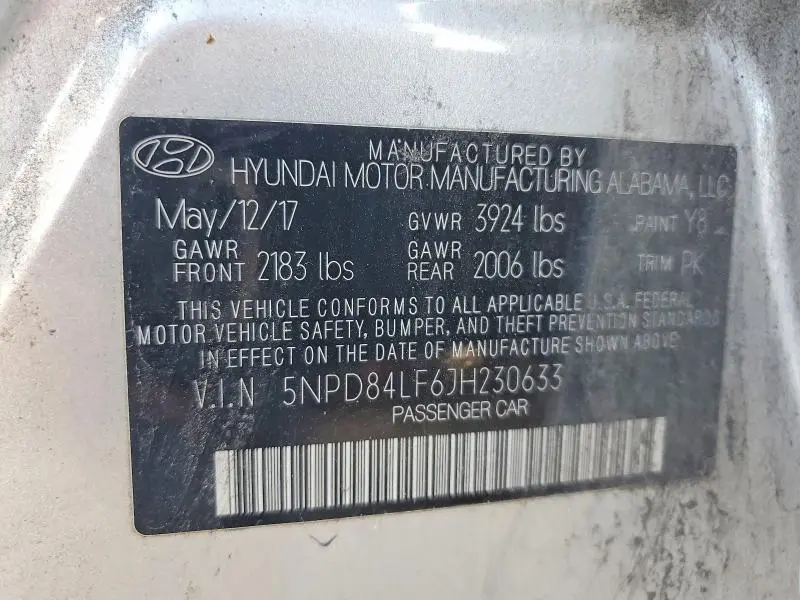 MANUFACTURED BY
HYUNDAI MOTOR MANUFACTURING ALABAMA, LLC
May/12/17 GVWR 3924 lbs PAINT Y8
GAWR FRONT 2183 lbs GAWR REAR 2006 lbs TRIM PK
THIS VEHICLE CONFORMS TO ALL APPLICABLE U.S.A. FEDERAL
MOTOR VEHICLE SAFETY, BUMPER, AND THEFT PREVENTION STANDARDS
IN EFFECT ON THE DATE OF MANUFACTURE SHOWN ABOVE
V.I.N 5NPD84LF6JH230633
PASSENGER CAR